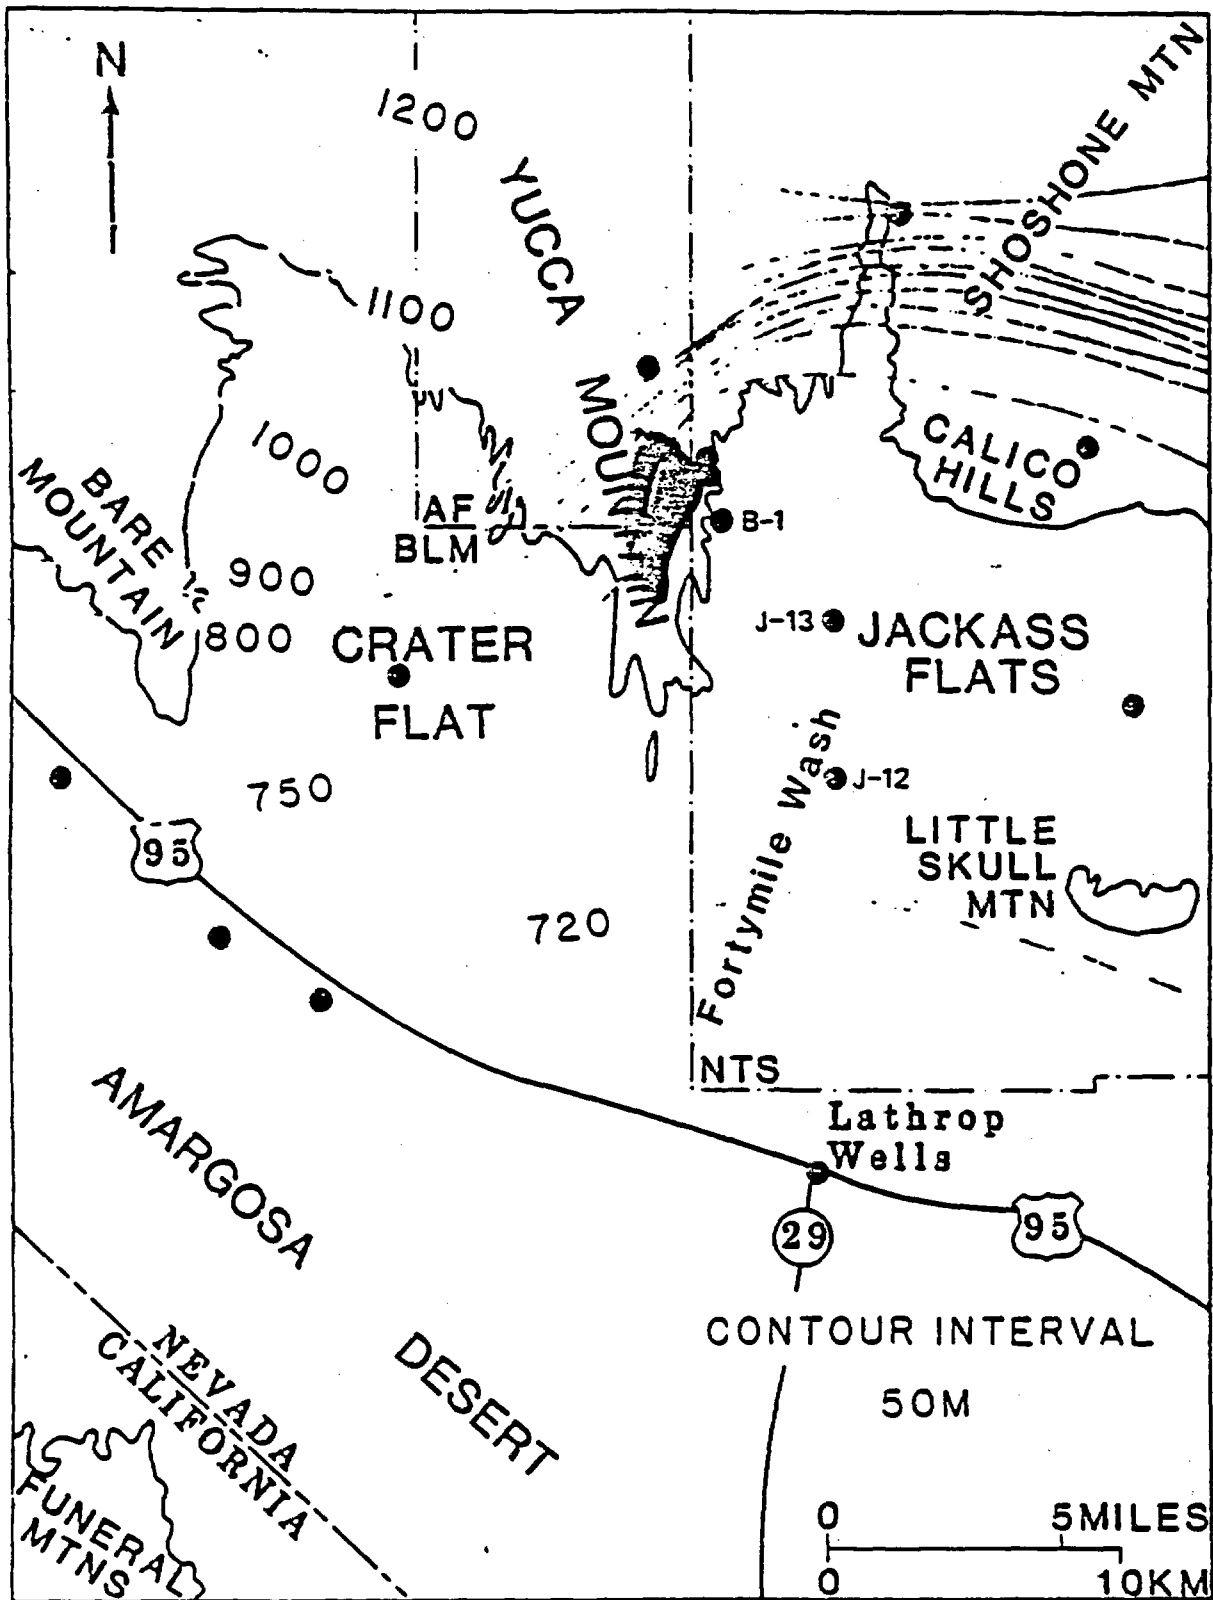 N
1200
SHOSHONE MTN
YUCCA
MOUNTAIN
1100
1000
CALICO
HILLS
BARE
MOUNTAIN
AF
BLM
B-1
900
800
CRATER
FLAT
J-13
JACKASS
FLATS
Fortymile Wash
J-12
750
95
LITTLE
SKULL
MTN
720
NTS
AMARGOSA
DESERT
Lathrop
Wells
29
95
NEVADA
CALIFORNIA
CONTOUR INTERVAL
50M
FUNERAL
MTNS
0 5MILES
0 10KM